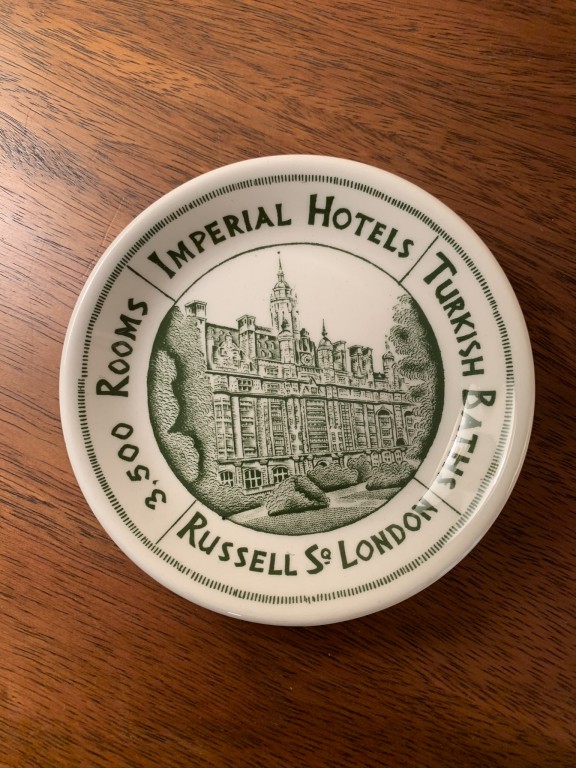 IMPERIAL HOTELS
TURKISH BATHS
RUSSELL Sq LONDON
3,500 ROOMS